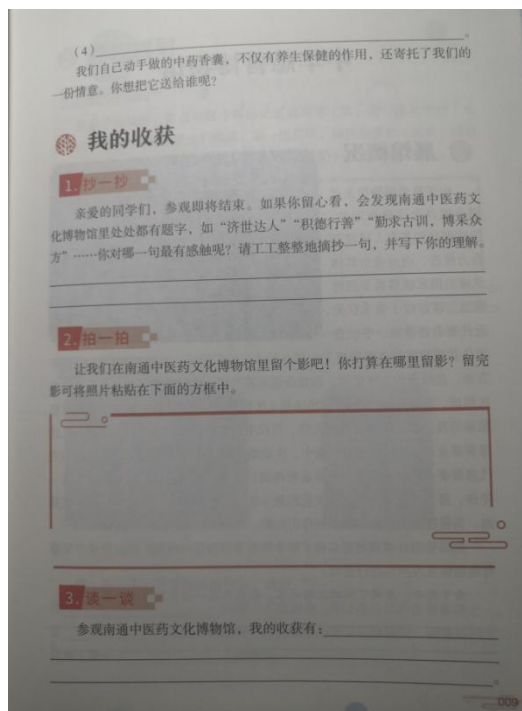 （4）。
我们自己动手做的中药香囊，不仅有养生保健的作用，还寄托了我们的
一份情意。你想把它送给谁呢？
我的收获
1.抄一抄
亲爱的同学们，参观即将结束。如果你留心看，会发现南通中医药文
化博物馆里处处都有题字，如“济世达人”“积德行善”“勤求古训，博采众
方”……你对哪一句最有感触呢？请工工整整地摘抄一句，并写下你的理解。
2.拍一拍
让我们在南通中医药文化博物馆里留个影吧！你打算在哪里留影？留完
影可将照片粘贴在下面的方框中。
3.谈一谈
参观南通中医药文化博物馆，我的收获有：
。
009